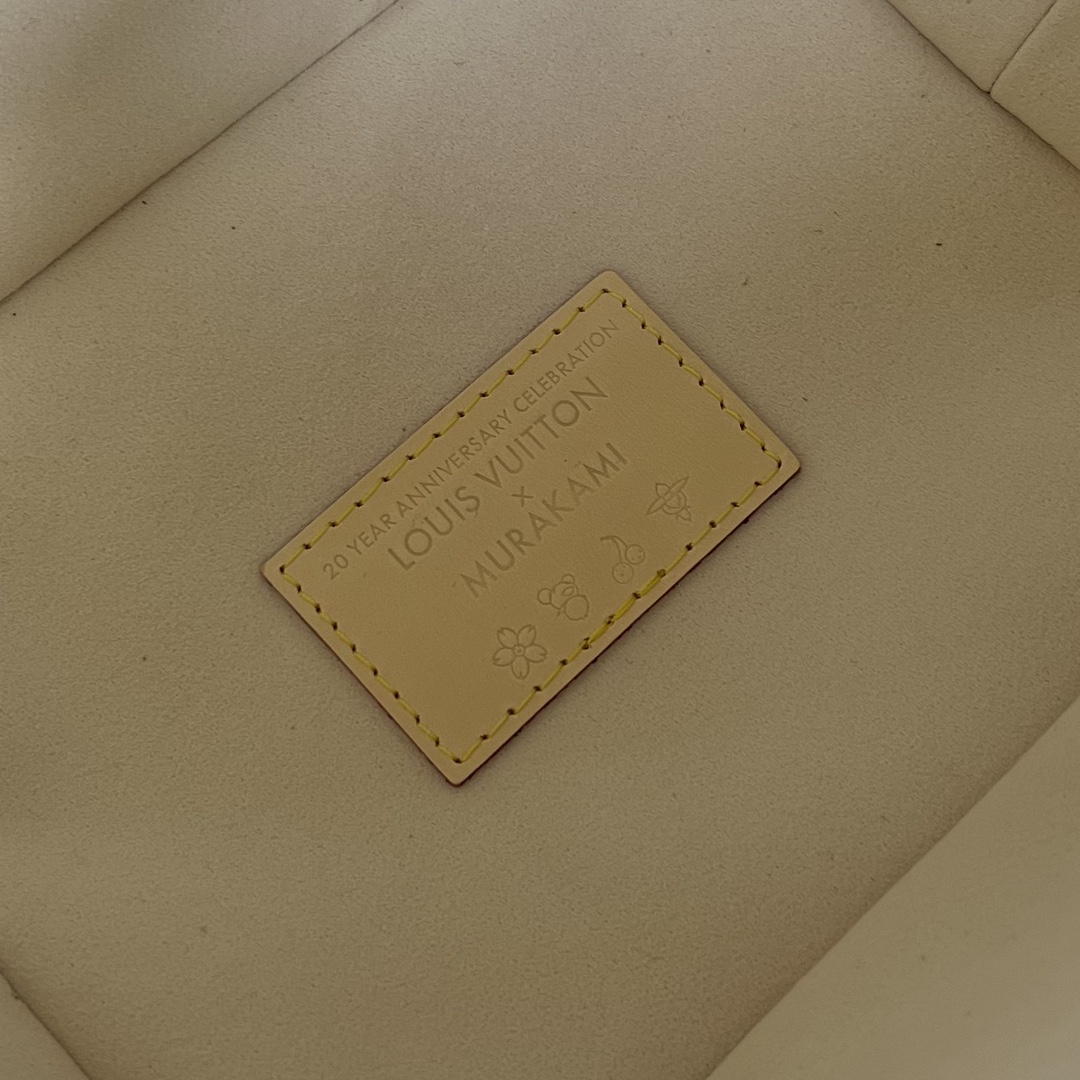 20 YEAR ANNIVERSARY CELEBRATION
LOUIS VUITTON
×
MURAKAMI